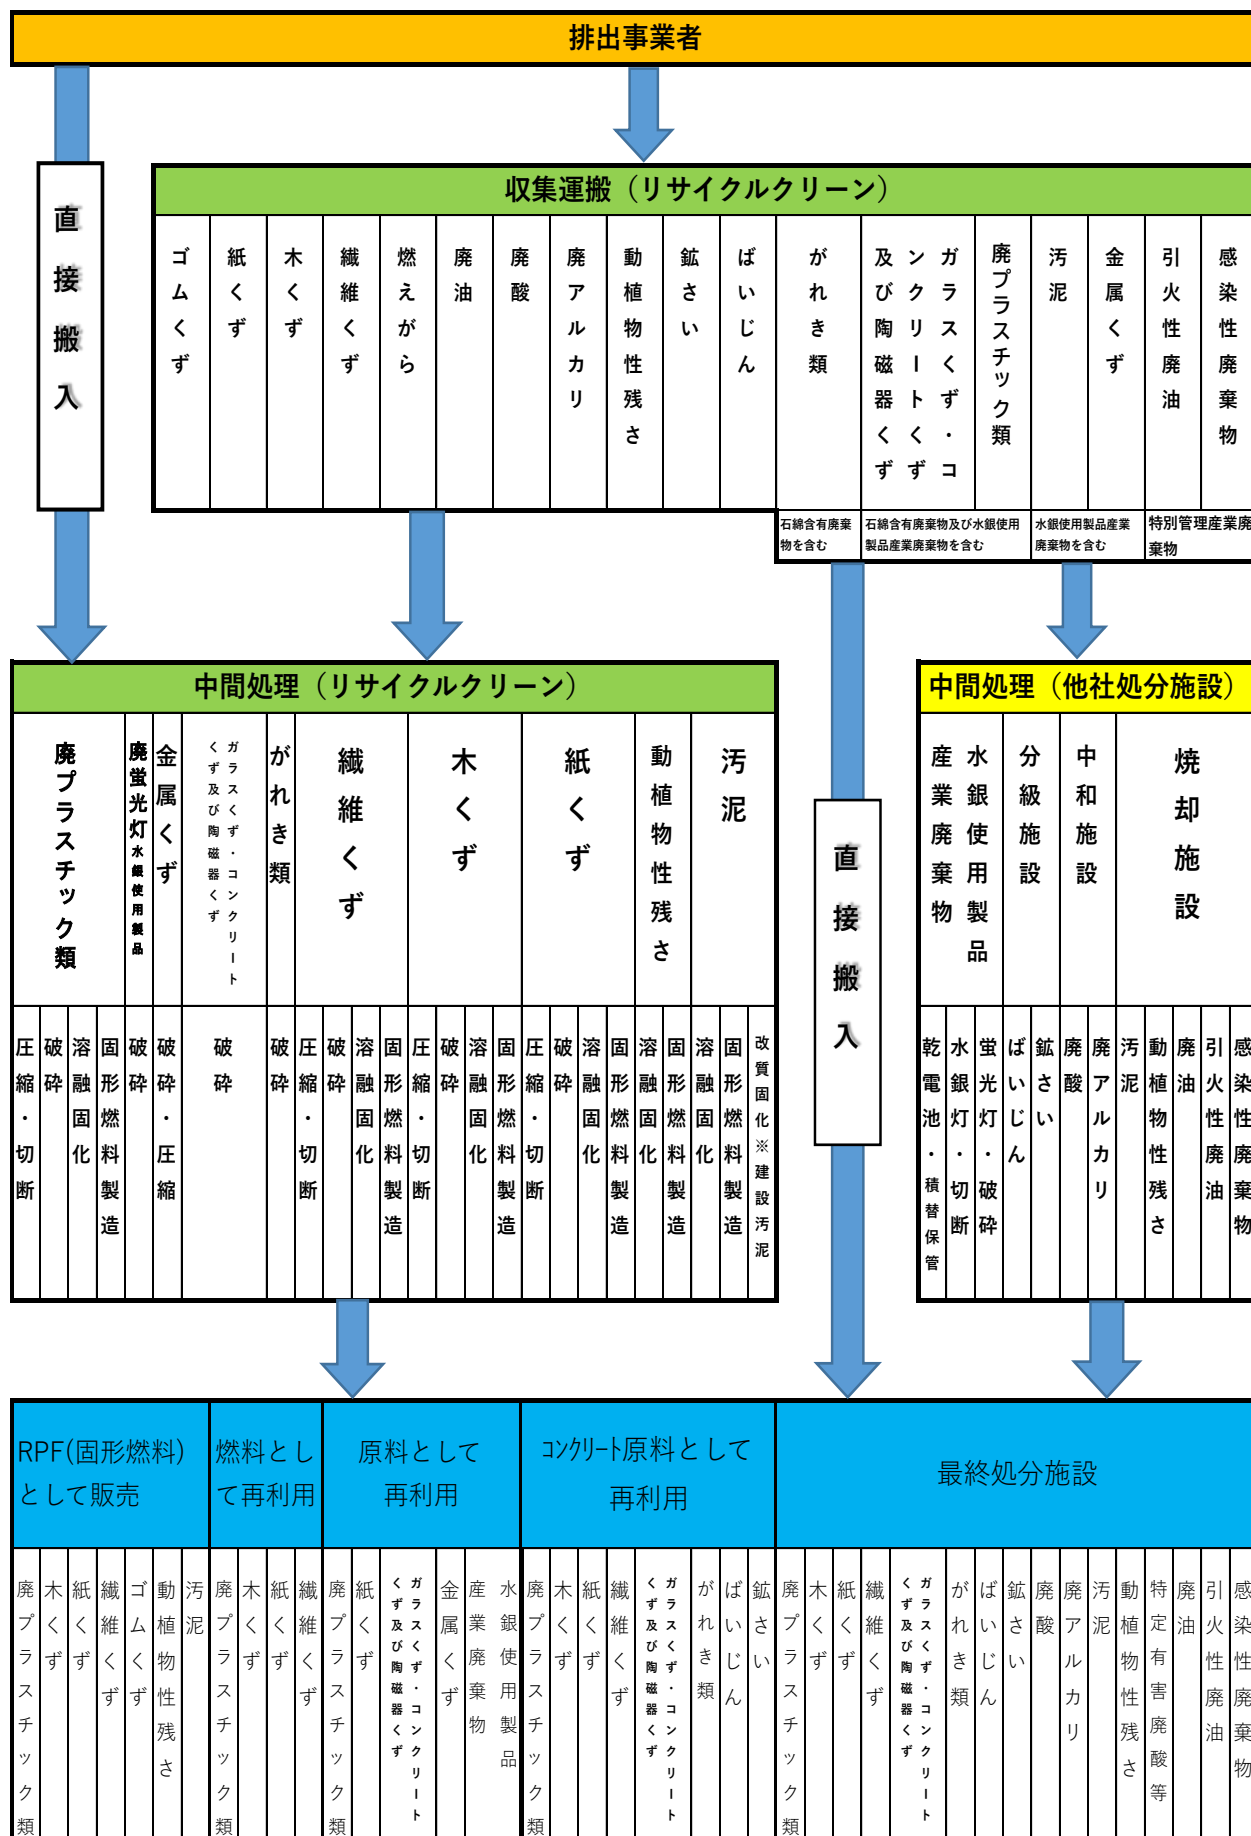 排出事業者
直接搬入
収集運搬（リサイクルクリーン）
ゴムくず
紙くず
木くず
繊維くず
燃えがら
廃油
廃酸
廃アルカリ
動植物性残さ
鉱さい
ばいじん
がれき類
ガラスくず・コ
ンクリートくず
及び陶磁器くず
廃プラスチック類
汚泥
金属くず
引火性廃油
感染性廃棄物
石綿含有廃棄
物を含む
石綿含有廃棄物及び水銀使用
製品産業廃棄物を含む
水銀使用製品産業
廃棄物を含む
特別管理産業廃
棄物
中間処理（リサイクルクリーン）
廃プラスチック類
廃蛍光灯水銀使用製品
金属くず
ガラスくず・コンクリート
くず及び陶磁器くず
がれき類
繊維くず
木くず
紙くず
動植物性残さ
汚泥
圧縮・切断
破砕
溶融固化
固形燃料製造
破砕
破砕・圧縮
破砕
破砕
圧縮・切断
破砕
溶融固化
固形燃料製造
圧縮・切断
破砕
溶融固化
固形燃料製造
圧縮・切断
破砕
溶融固化
固形燃料製造
溶融固化
固形燃料製造
溶融固化
固形燃料製造
改質固化※建設汚泥
直接搬入
中間処理（他社処分施設）
水銀使用製品
産業廃棄物
分級施設
中和施設
焼却施設
乾電池・積替保管
水銀灯・切断
蛍光灯・破砕
ばいじん
鉱さい
廃酸
廃アルカリ
汚泥
動植物性残さ
廃油
引火性廃油
感染性廃棄物
RPF(固形燃料)
として販売
廃プラスチック類
木くず
紙くず
繊維くず
ゴムくず
動植物性残さ
汚泥
燃料とし
て再利用
廃プラスチック類
木くず
紙くず
繊維くず
原料として
再利用
廃プラスチック類
紙くず
ガラスくず・コンクリート
くず及び陶磁器くず
金属くず
水銀使用製品
産業廃棄物
ｺﾝｸﾘｰﾄ原料として
再利用
廃プラスチック類
木くず
紙くず
繊維くず
ガラスくず・コンクリート
くず及び陶磁器くず
がれき類
ばいじん
鉱さい
最終処分施設
廃プラスチック類
木くず
紙くず
繊維くず
ガラスくず・コンクリート
くず及び陶磁器くず
がれき類
ばいじん
鉱さい
廃酸
廃アルカリ
汚泥
動植物性残さ
特定有害廃酸等
廃油
引火性廃油
感染性廃棄物